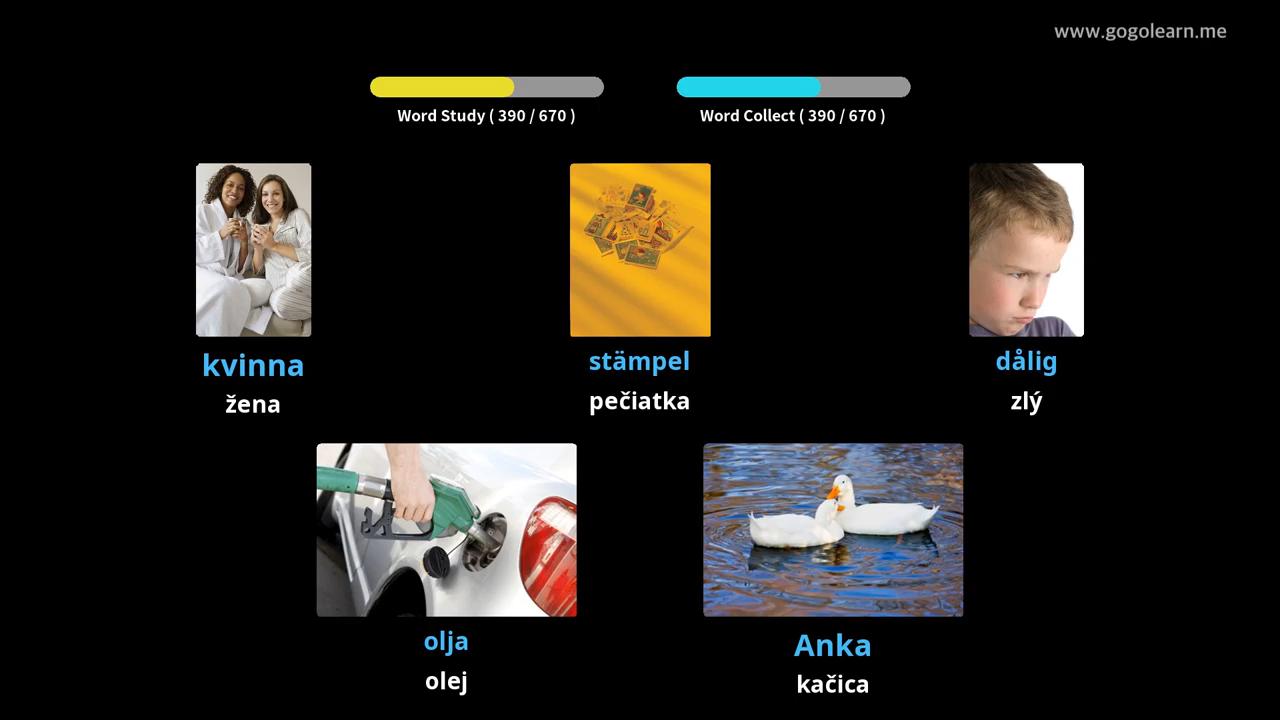 www.gogolearn.me
Word Study ( 390 / 670 )
Word Collect ( 390 / 670 )
kvinna
žena
stämpel
pečiatka
dålig
zlý
olja
olej
Anka
kačica